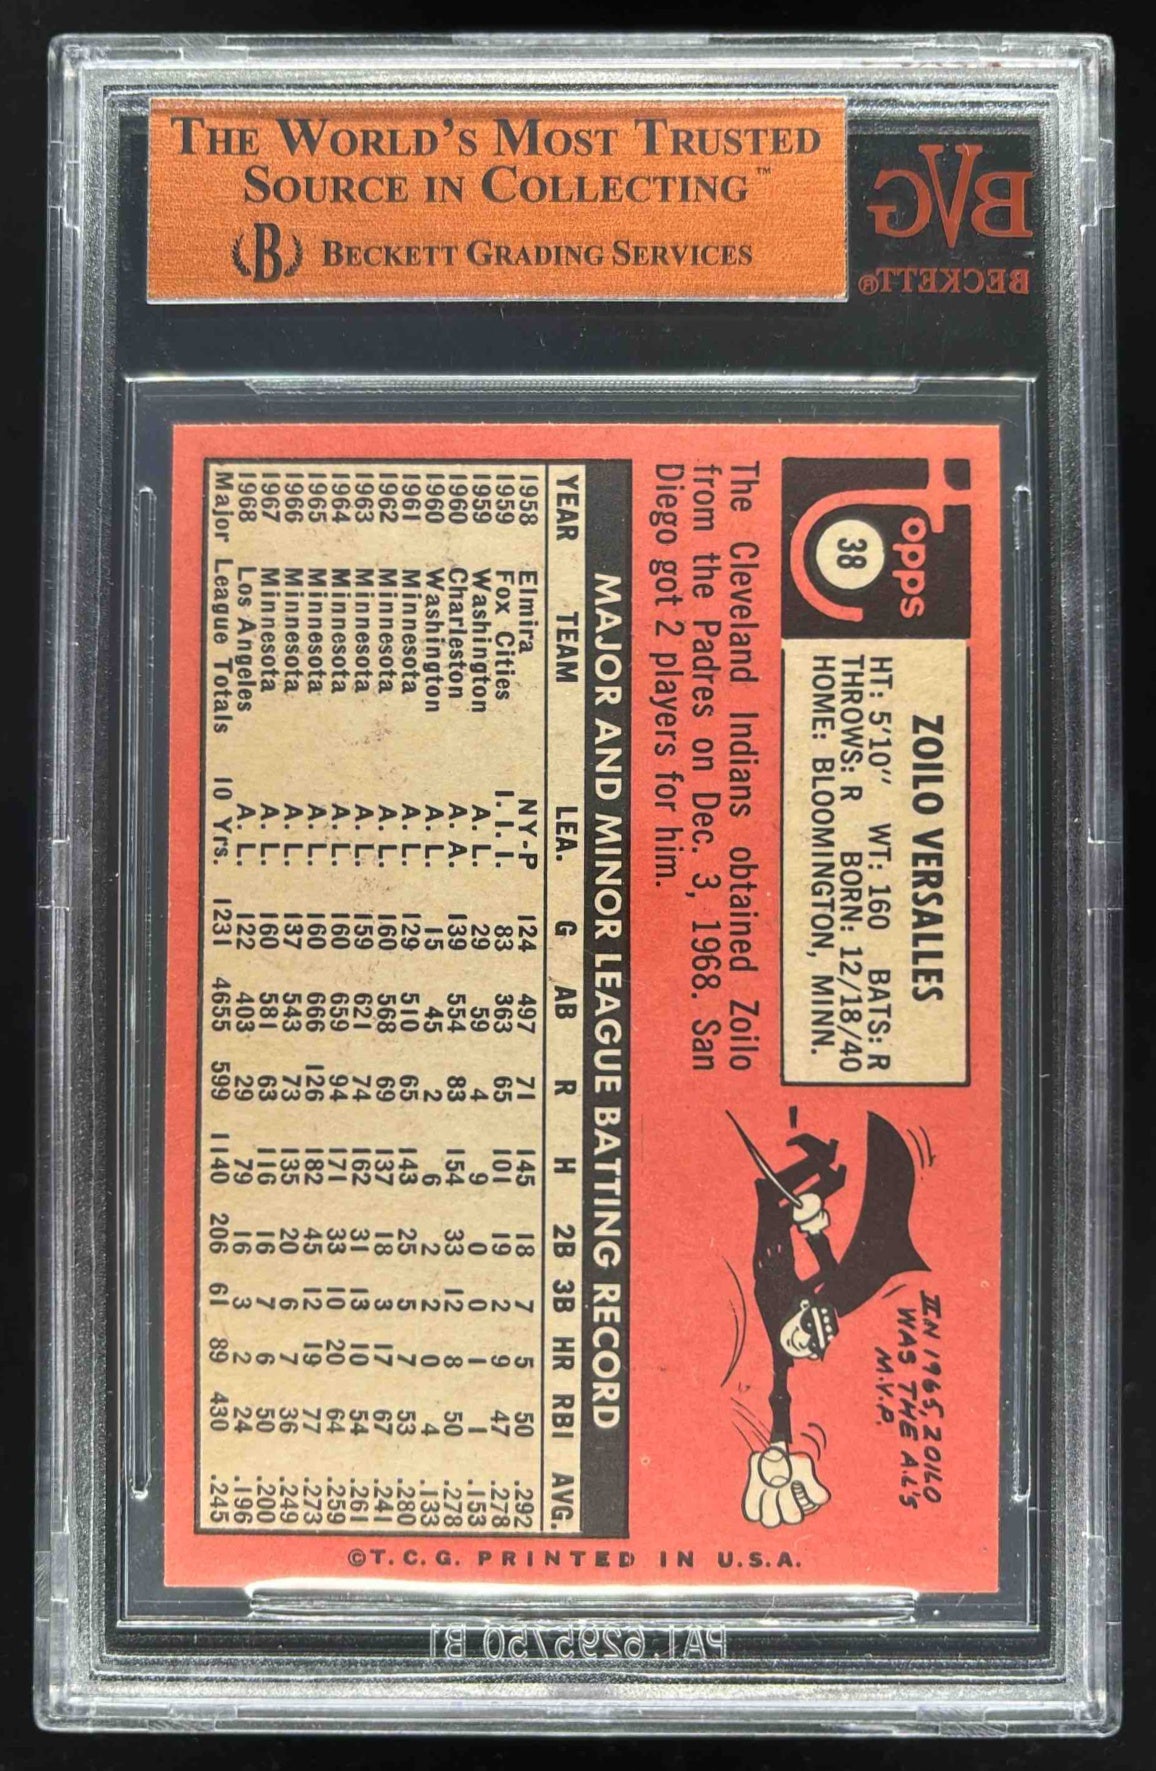 THE WORLD'S MOST TRUSTED
SOURCE IN COLLECTING™
B BECKETT GRADING SERVICES
BVG
BECKETT®
Topps
38
ZOILO VERSALLES
HT: 5'10" WT: 160 BATS: R
THROWS: R BORN: 12/18/40
HOME: BLOOMINGTON, MINN.
IN 1965, ZOILO
WAS THE A.L'S
M.V.P.
The Cleveland Indians obtained Zoilo
from the Padres on Dec. 3, 1968. San
Diego got 2 players for him.
MAJOR AND MINOR LEAGUE BATTING RECORD
YEAR TEAM LEA. G AB R H 2B 3B HR RBI AVG.
1958 Elmira NY-P 124 497 71 145 18 7 5 50 .292
1959 Fox Cities I. I. I. 83 363 65 101 19 2 9 47 .278
1959 Washington A. L. 29 59 4 9 0 0 1 1 .153
1960 Charleston A. A. 139 554 83 154 33 12 8 50 .278
1960 Washington A. L. 15 45 2 6 2 2 0 4 .133
1961 Minnesota A. L. 129 510 65 143 25 5 7 53 .280
1962 Minnesota A. L. 160 568 69 137 18 3 17 67 .241
1963 Minnesota A. L. 159 621 74 162 31 13 10 54 .261
1964 Minnesota A. L. 160 659 94 171 33 10 20 64 .259
1965 Minnesota A. L. 160 666 126 182 45 12 19 77 .273
1966 Minnesota A. L. 137 543 73 135 20 6 7 36 .249
1967 Minnesota A. L. 160 581 63 116 16 7 6 50 .200
1968 Los Angeles A. L. 122 403 29 79 16 3 2 24 .196
Major League Totals 10 Yrs. 1231 4655 599 1140 206 61 89 430 .245
©T. C. G. PRINTED IN U.S.A.
PAT. 6295750 B1